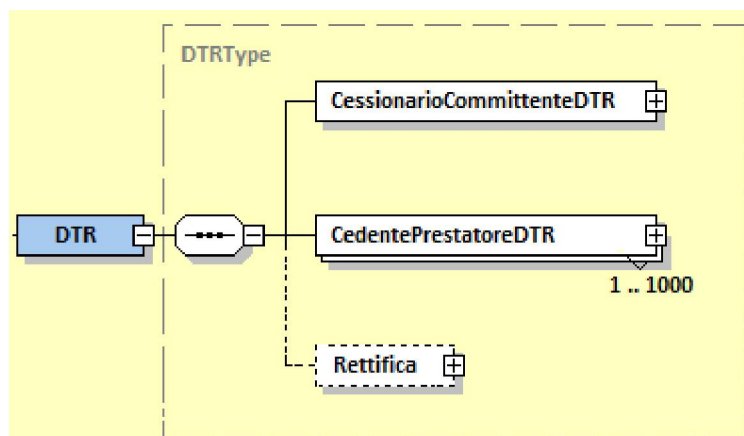 DTRType
CessionarioCommittenteDTR
DTR
CedentePrestatoreDTR
1 .. 1000
Rettifica